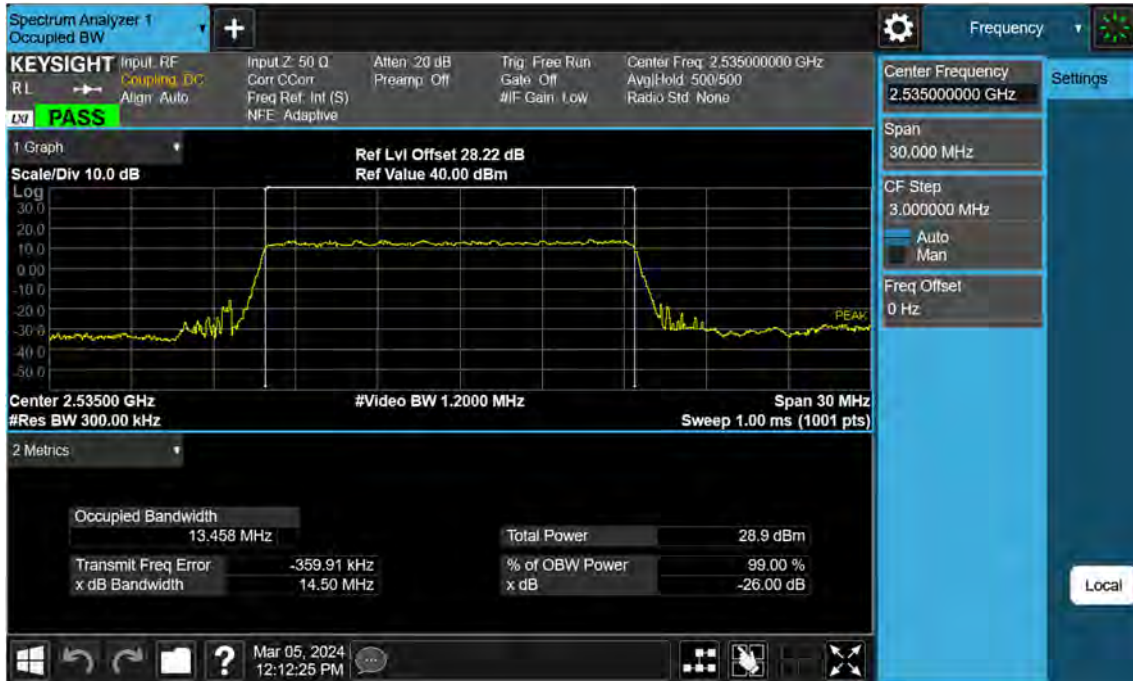 Spectrum Analyzer 1
Occupied BW
+
Frequency
KEYSIGHT
RL
LXI
PASS
Input: RF
Coupling: DC
Align: Auto
Input Z: 50 Ω
Corr CCorr
Freq Ref: Int (S)
NFE: Adaptive
Atten: 20 dB
Preamp: Off
Trig: Free Run
Gate: Off
#IF Gain: Low
Center Freq: 2.535000000 GHz
Avg|Hold: 500/500
Radio Std: None
Center Frequency
2.535000000 GHz
Settings
Span
30.000 MHz
CF Step
3.000000 MHz
Auto
Man
Freq Offset
0 Hz
1 Graph
Scale/Div 10.0 dB
Ref Lvl Offset 28.22 dB
Ref Value 40.00 dBm
Log
30.0
20.0
10.0
0.00
-10.0
-20.0
-30.0
-40.0
-50.0
PEAK
Center 2.53500 GHz
#Video BW 1.2000 MHz
Span 30 MHz
#Res BW 300.00 kHz
Sweep 1.00 ms (1001 pts)
2 Metrics
Occupied Bandwidth
13.458 MHz
Total Power 28.9 dBm
Transmit Freq Error -359.91 kHz
% of OBW Power 99.00 %
x dB Bandwidth 14.50 MHz
x dB -26.00 dB
Local
?
Mar 05, 2024
12:12:25 PM